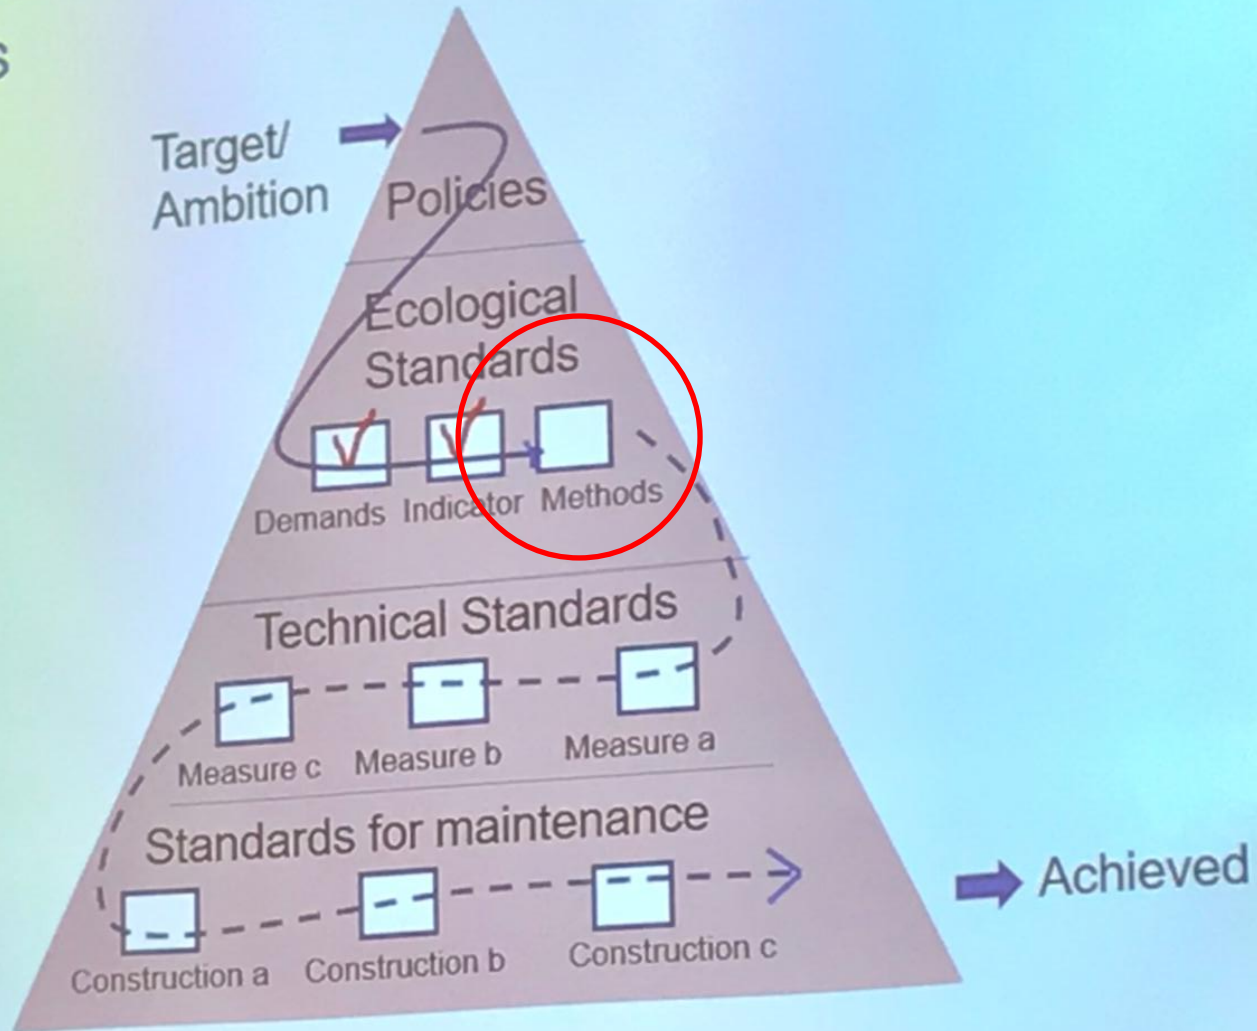 s
Target/
Ambition
Policies
Ecological
Standards
Demands Indicator Methods
Technical Standards
Measure c Measure b Measure a
Standards for maintenance
Achieved
Construction a Construction b Construction c